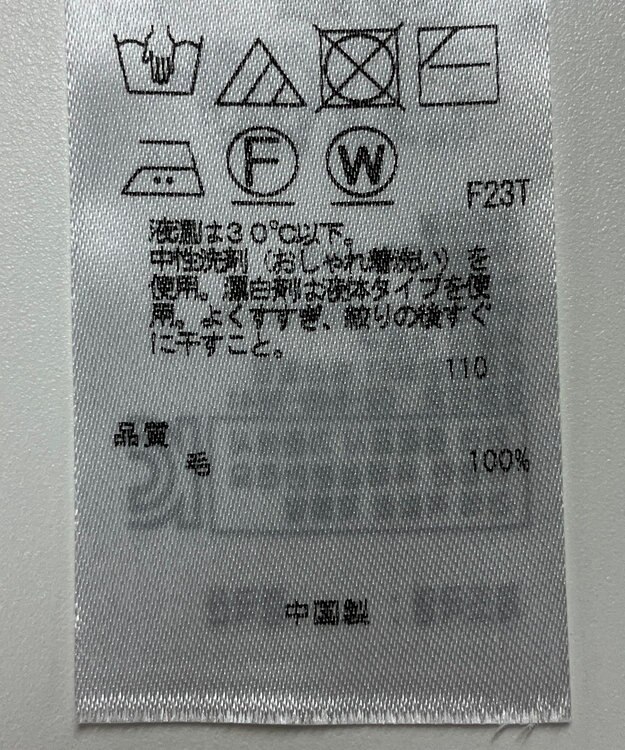 F W
F23T
液温は30℃以下。
中性洗剤（おしゃれ着洗い）を
使用。漂白剤は液体タイプを使
用。よくすすぎ、絞りの後すぐ
に干すこと。
110
品質
毛 100%
中国製